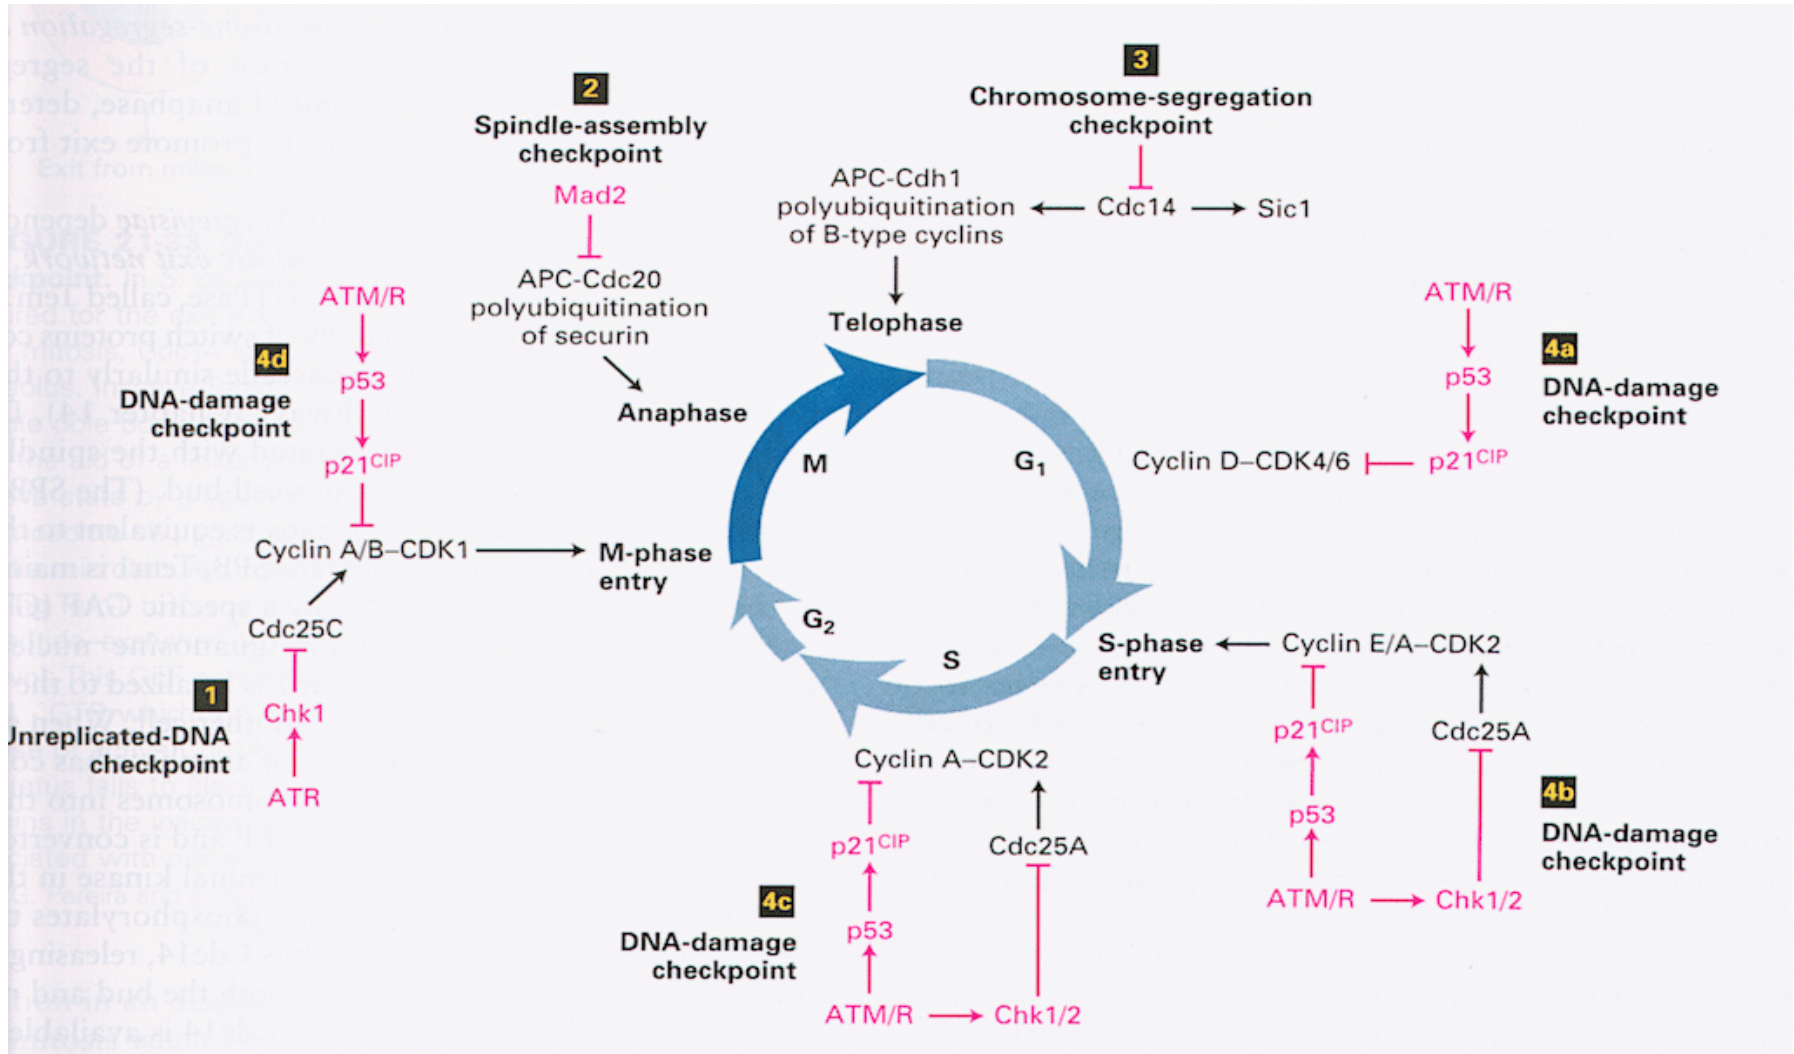 2
Spindle-assembly
checkpoint
Mad2
APC-Cdc20
polyubiquitination
of securin
Anaphase
3
Chromosome-segregation
checkpoint
APC-Cdh1
polyubiquitination
of B-type cyclins
Cdc14
Sic1
Telophase
ATM/R
4d
DNA-damage
checkpoint
p53
p21CIP
Cyclin A/B–CDK1
M-phase
entry
Cdc25C
1
Chk1
Unreplicated-DNA
checkpoint
ATR
M
G1
G2
S
ATM/R
4a
DNA-damage
checkpoint
p53
Cyclin D–CDK4/6
p21CIP
S-phase
entry
Cyclin E/A–CDK2
p21CIP
Cdc25A
4b
DNA-damage
checkpoint
p53
ATM/R
Chk1/2
Cyclin A–CDK2
p21CIP
Cdc25A
4c
DNA-damage
checkpoint
p53
ATM/R
Chk1/2